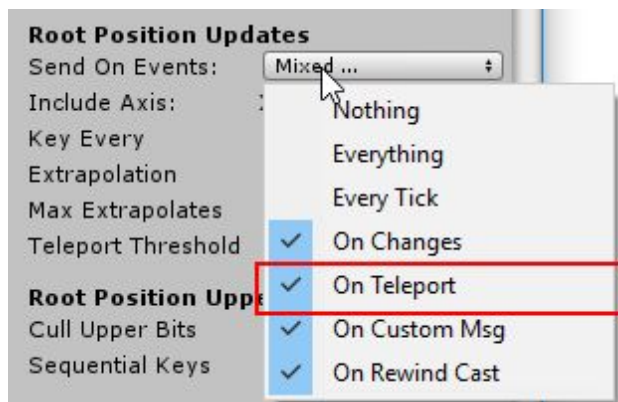 Root Position Updates
Send On Events: Mixed ...
Include Axis:
Key Every
Extrapolation
Max Extrapolates
Teleport Threshold
Root Position Uppe
Cull Upper Bits
Sequential Keys
Nothing
Everything
Every Tick
On Changes
On Teleport
On Custom Msg
On Rewind Cast